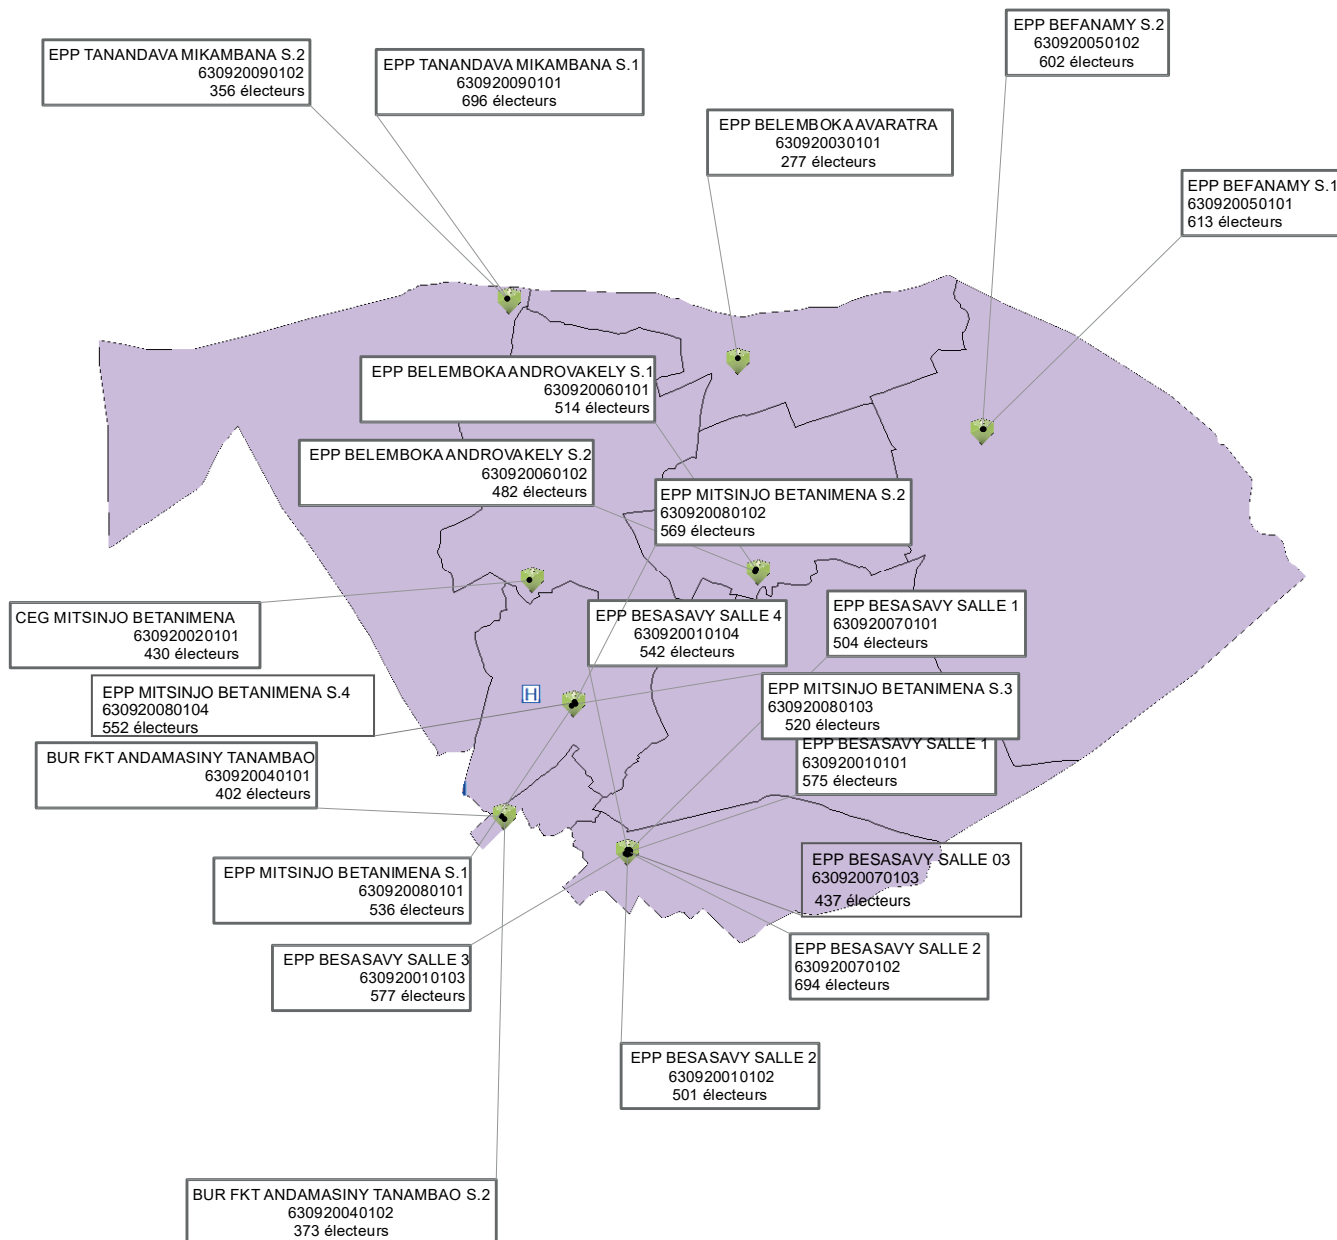 EPP BEFANAMY S.2
630920050102
602 électeurs
EPP TANANDAVA MIKAMBANA S.2
630920090102
356 électeurs
EPP TANANDAVA MIKAMBANA S.1
630920090101
696 électeurs
EPP BELEMBOKA AVARATRA
630920030101
277 électeurs
EPP BEFANAMY S.1
630920050101
613 électeurs
EPP BELEMBOKA ANDROVAKELY S.1
630920060101
514 électeurs
EPP BELEMBOKA ANDROVAKELY S.2
630920060102
482 électeurs
EPP MITSINJO BETANIMENA S.2
630920080102
569 électeurs
CEG MITSINJO BETANIMENA
630920020101
430 électeurs
EPP BESASAVY SALLE 4
630920010104
542 électeurs
EPP BESASAVY SALLE 1
630920070101
504 électeurs
EPP MITSINJO BETANIMENA S.4
630920080104
552 électeurs
H
EPP MITSINJO BETANIMENA S.3
630920080103
520 électeurs
BUR FKT ANDAMASINY TANAMBAO
630920040101
402 électeurs
EPP BESASAVY SALLE 1
630920010101
575 électeurs
EPP MITSINJO BETANIMENA S.1
630920080101
536 électeurs
EPP BESASAVY SALLE 03
630920070103
437 électeurs
EPP BESASAVY SALLE 3
630920010103
577 électeurs
EPP BESASAVY SALLE 2
630920070102
694 électeurs
EPP BESASAVY SALLE 2
630920010102
501 électeurs
BUR FKT ANDAMASINY TANAMBAO S.2
630920040102
373 électeurs